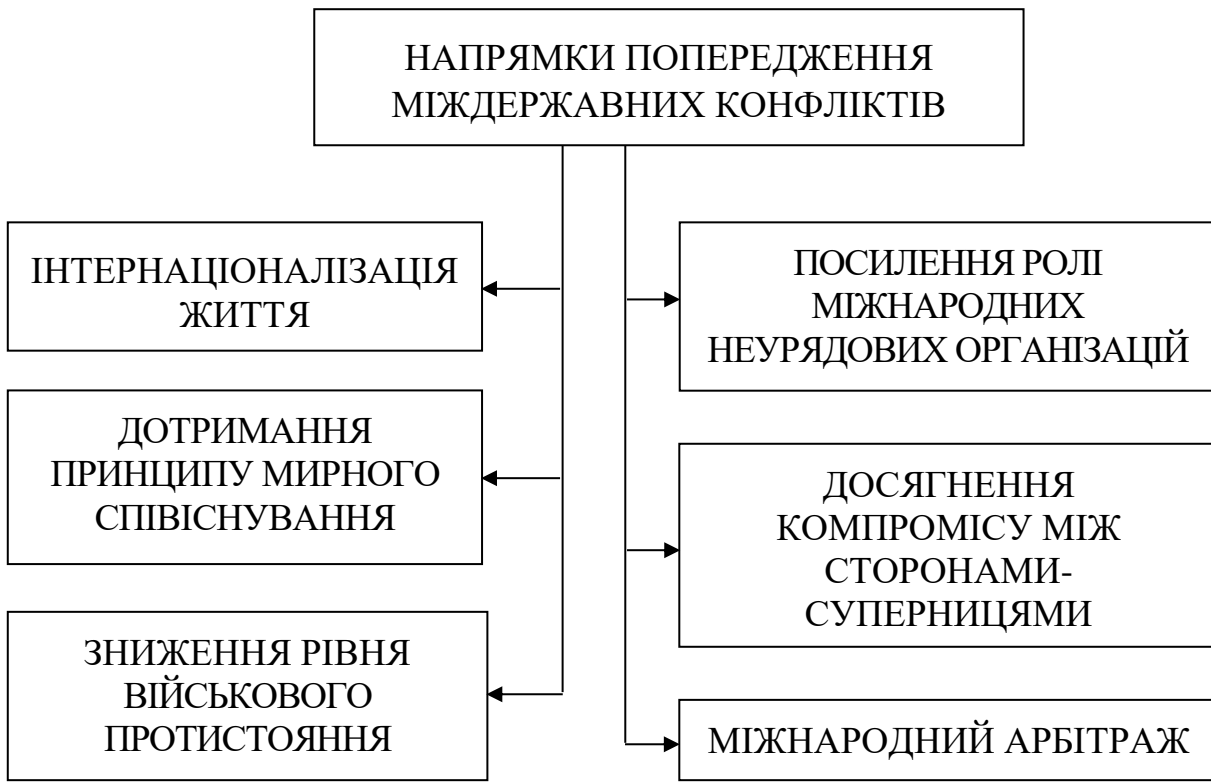 НАПРЯМКИ ПОПЕРЕДЖЕННЯ
МІЖДЕРЖАВНИХ КОНФЛІКТІВ
ІНТЕРНАЦІОНАЛІЗАЦІЯ
ЖИТТЯ
ДОТРИМАННЯ
ПРИНЦИПУ МИРНОГО
СПІВІСНУВАННЯ
ЗНИЖЕННЯ РІВНЯ
ВІЙСЬКОВОГО
ПРОТИСТОЯННЯ
ПОСИЛЕННЯ РОЛІ
МІЖНАРОДНИХ
НЕУРЯДОВИХ ОРГАНІЗАЦІЙ
ДОСЯГНЕННЯ
КОМПРОМІСУ МІЖ
СТОРОНАМИ-
СУПЕРНИЦЯМИ
МІЖНАРОДНИЙ АРБІТРАЖ